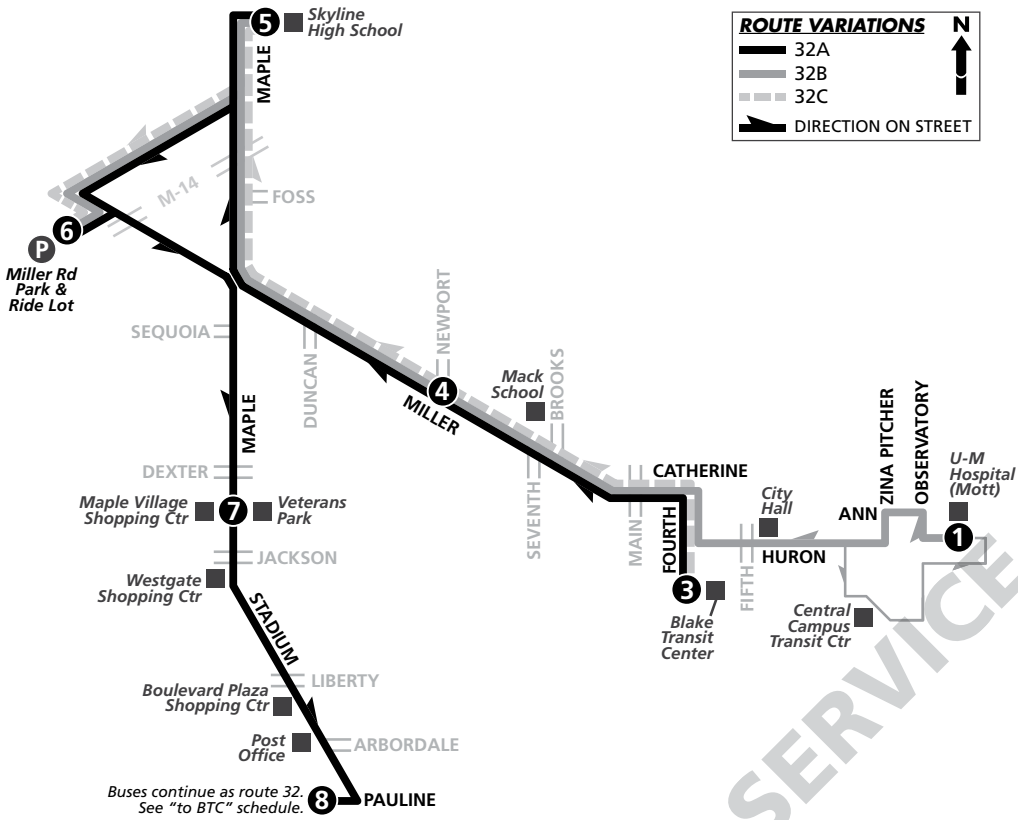 5
Skyline
High School
ROUTE VARIATIONS
N
32A
32B
32C
DIRECTION ON STREET
MAPLE
M-14
FOSS
6
P
Miller Rd
Park &
Ride Lot
SEQUOIA
DUNCAN
NEWPORT
4
MILLER
Mack
School
BROOKS
SEVENTH
MAIN
CATHERINE
FOURTH
3
Blake
Transit
Center
FIFTH
City
Hall
HURON
ANN
ZINA PITCHER
OBSERVATORY
U-M
Hospital
(Mott)
1
Central
Campus
Transit Ctr
MAPLE
DEXTER
Maple Village
Shopping Ctr
7
Veterans
Park
JACKSON
Westgate
Shopping Ctr
STADIUM
LIBERTY
Boulevard Plaza
Shopping Ctr
Post
Office
ARBORDALE
Buses continue as route 32.
See “to BTC” schedule.
8
PAULINE
SERVICE